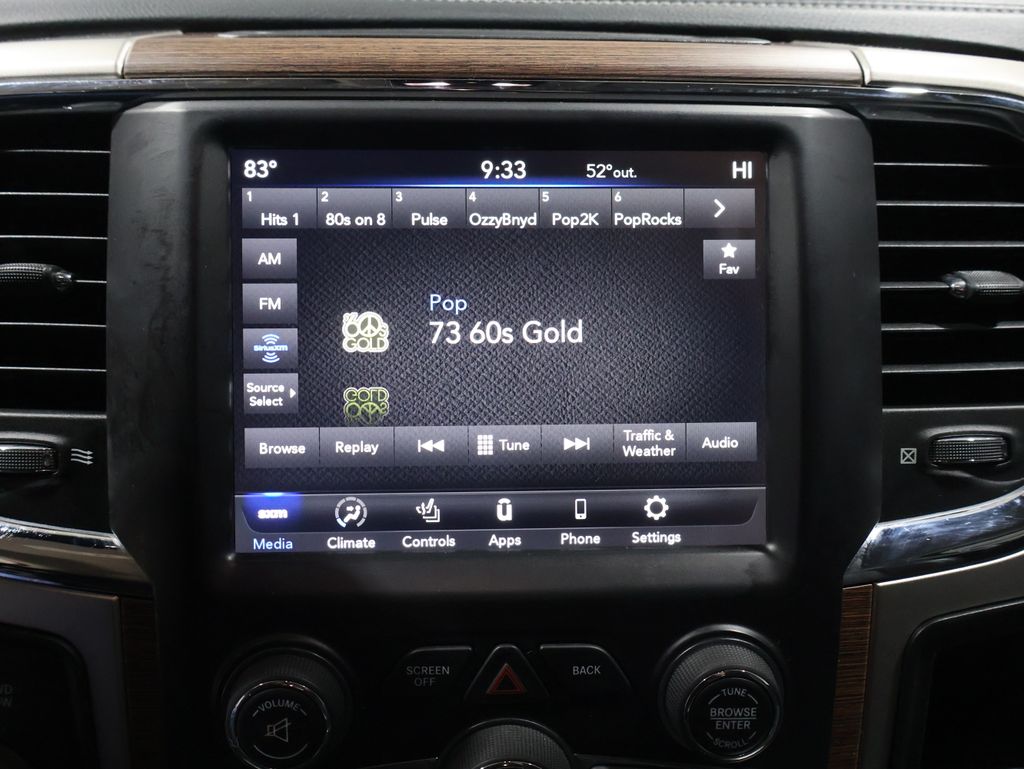 83° 9:33 52°out. HI
1 2 3 4 5 6
Hits 1 80s on 8 Pulse OzzyBnyd Pop2K PopRocks
AM
Fav
FM
Pop
60s
GOLD
73 60s Gold
SiriusXM
Source
Select
Browse Replay Tune Traffic &
Weather Audio
sxm
Media Climate Controls Apps Phone Settings
SCREEN
OFF
BACK
VOLUME
TUNE
BROWSE
ENTER
SCROLL